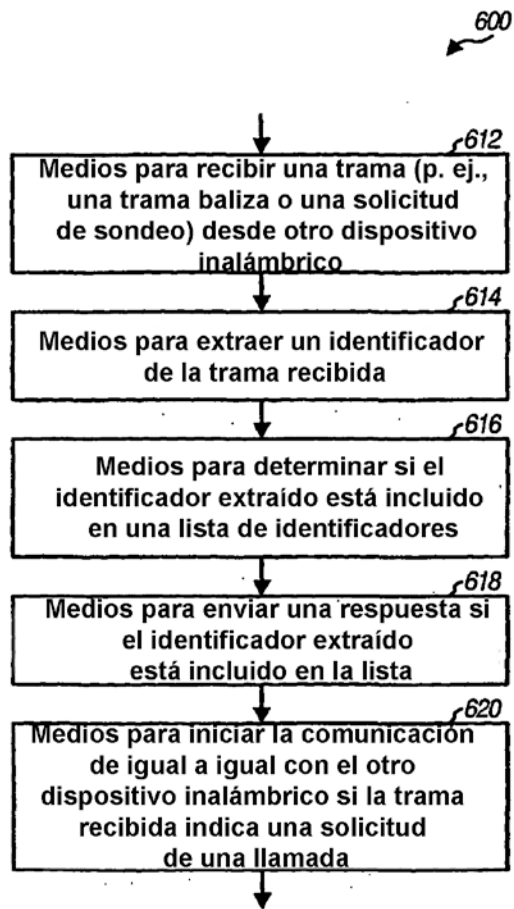 600
612
Medios para recibir una trama (p. ej.,
una trama baliza o una solicitud
de sondeo) desde otro dispositivo
inalámbrico
614
Medios para extraer un identificador
de la trama recibida
616
Medios para determinar si el
identificador extraído está incluido
en una lista de identificadores
618
Medios para enviar una respuesta si
el identificador extraído
está incluido en la lista
620
Medios para iniciar la comunicación
de igual a igual con el otro
dispositivo inalámbrico si la trama
recibida indica una solicitud
de una llamada